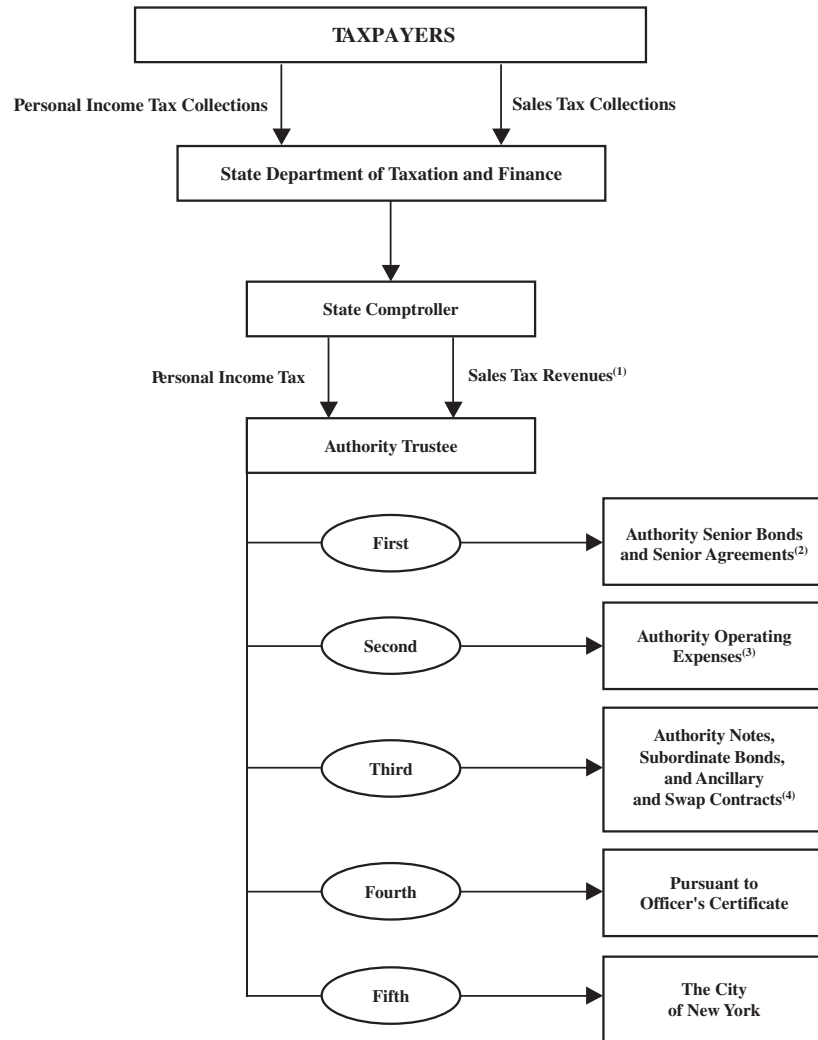 TAXPAYERS
Personal Income Tax Collections
Sales Tax Collections
State Department of Taxation and Finance
State Comptroller
Personal Income Tax
Sales Tax Revenues(1)
Authority Trustee
First
Authority Senior Bonds
and Senior Agreements(2)
Second
Authority Operating
Expenses(3)
Third
Authority Notes,
Subordinate Bonds,
and Ancillary
and Swap Contracts(4)
Fourth
Pursuant to
Officer's Certificate
Fifth
The City
of New York